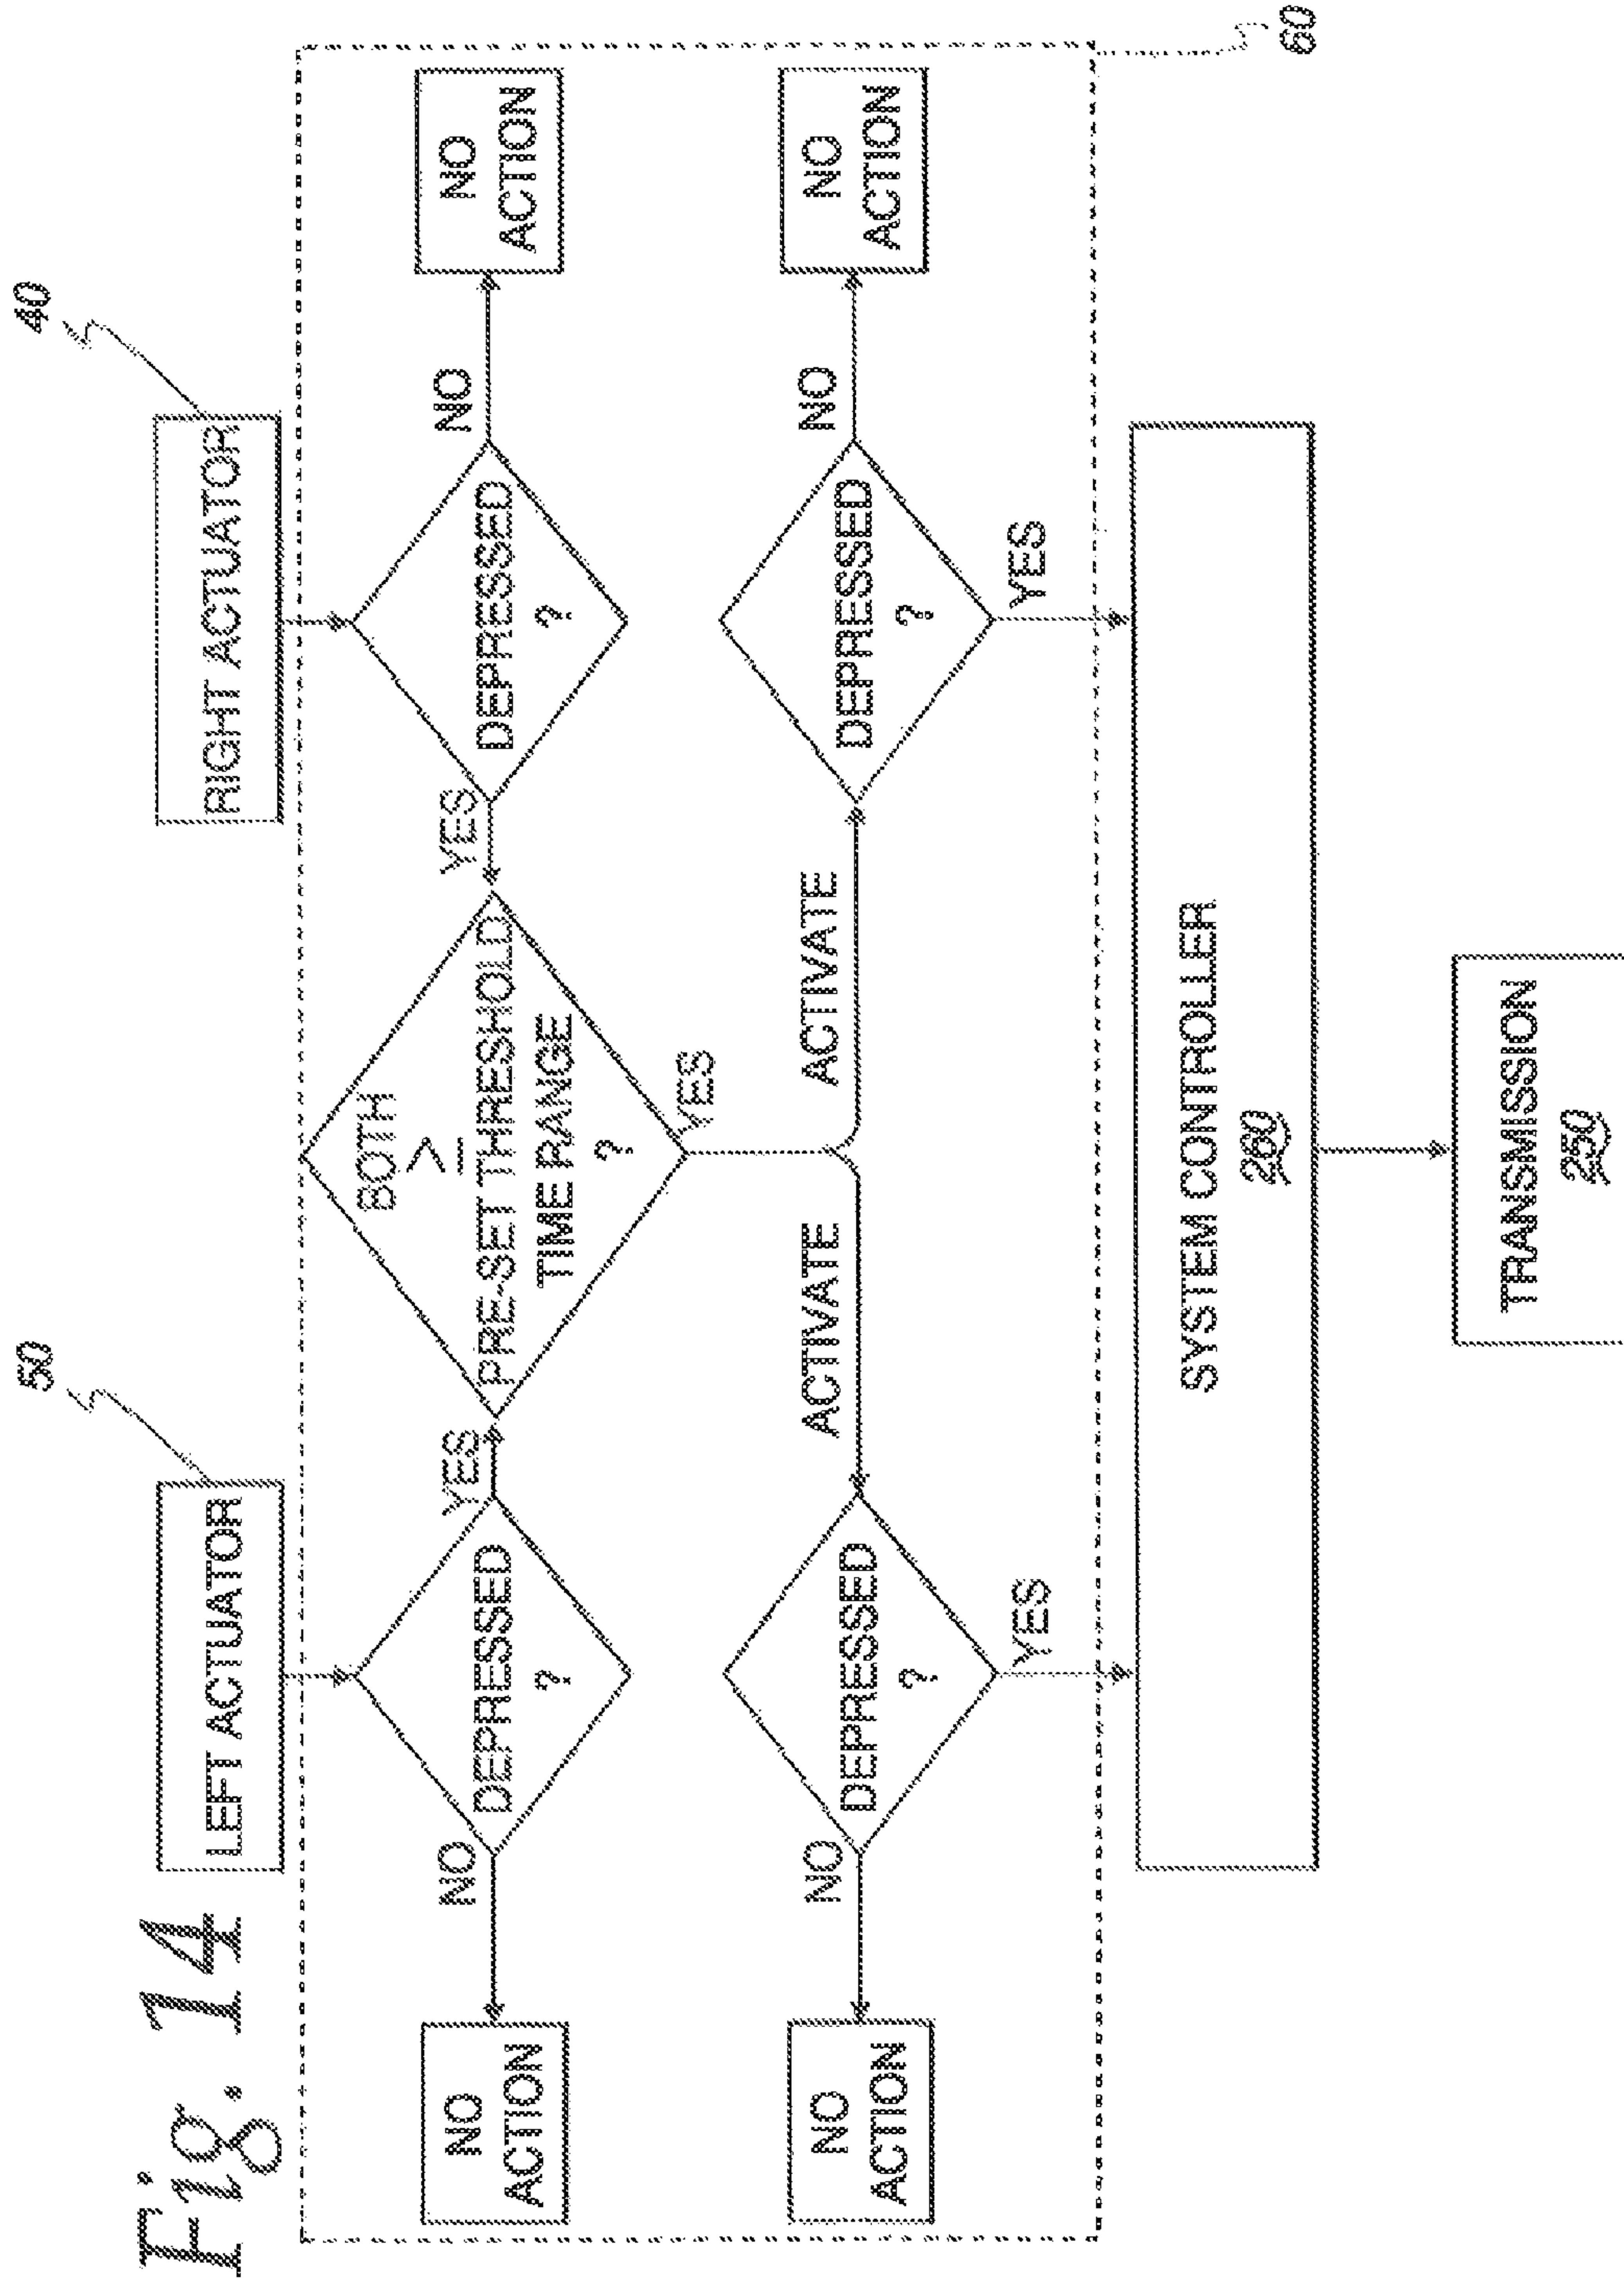 Fig. 14
50
40
LEFT ACTUATOR
RIGHT ACTUATOR
NO
ACTION
NO
DEPRESSED
?
YES
BOTH
≥
PRE-SET THRESHOLD
TIME RANGE
?
YES
DEPRESSED
?
NO
NO
ACTION
YES
NO
ACTION
NO
DEPRESSED
?
ACTIVATE
ACTIVATE
DEPRESSED
?
NO
NO
ACTION
YES
YES
60
SYSTEM CONTROLLER
260
TRANSMISSION
250